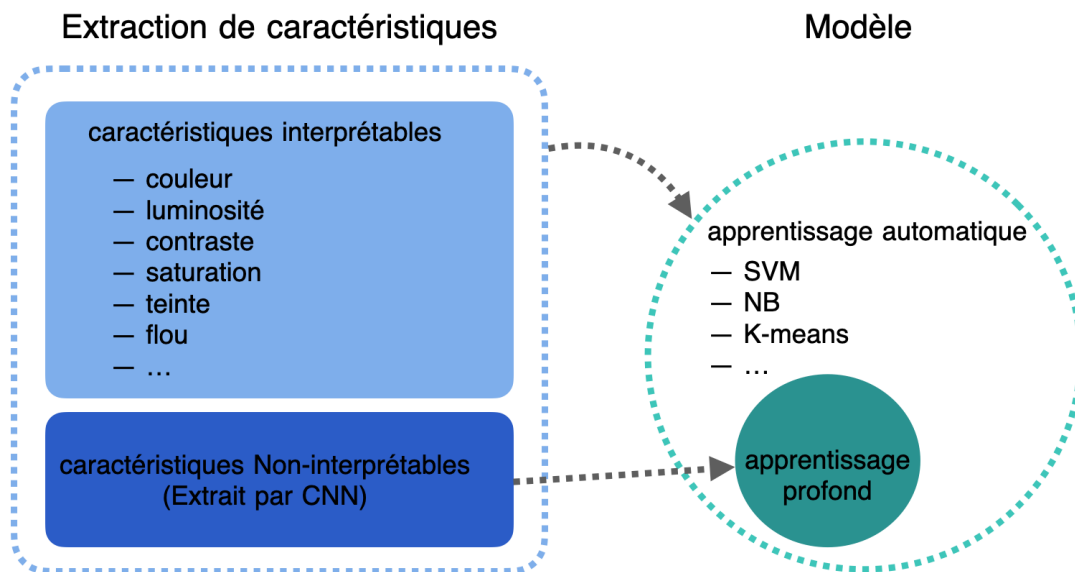 Extraction de caractéristiques
Modèle
caractéristiques interprétables
— couleur
— luminosité
— contraste
— saturation
— teinte
— flou
— …
caractéristiques Non-interprétables
(Extrait par CNN)
apprentissage automatique
— SVM
— NB
— K-means
— …
apprentissage
profond